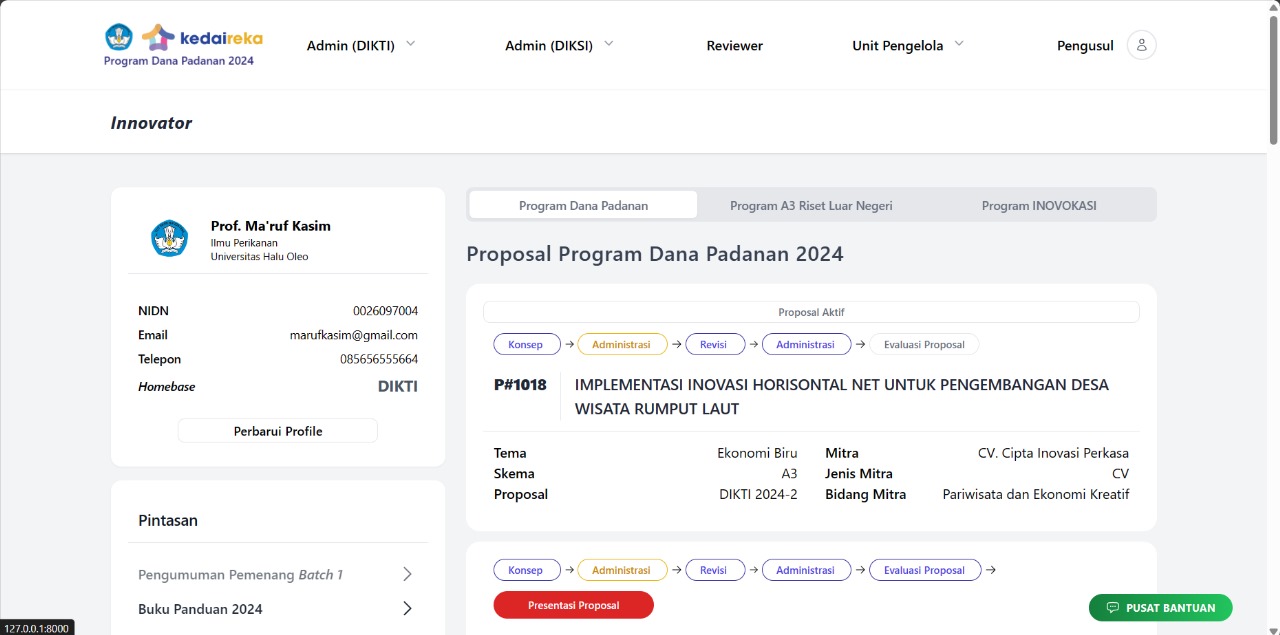 kedaireka
Program Dana Padanan 2024
Admin (DIKTI)
Admin (DIKSI)
Reviewer
Unit Pengelola
Pengusul
Innovator
Prof. Ma'ruf Kasim
Ilmu Perikanan
Universitas Halu Oleo
NIDN 0026097004
Email marufkasim@gmail.com
Telepon 085656555664
Homebase DIKTI
Perbarui Profile
Pintasan
Pengumuman Pemenang Batch 1
Buku Panduan 2024
Program Dana Padanan
Program A3 Riset Luar Negeri
Program INOVOKASI
Proposal Program Dana Padanan 2024
Proposal Aktif
Konsep → Administrasi → Revisi → Administrasi → Evaluasi Proposal
P#1018
IMPLEMENTASI INOVASI HORISONTAL NET UNTUK PENGEMBANGAN DESA
WISATA RUMPUT LAUT
Tema Ekonomi Biru
Skema A3
Proposal DIKTI 2024-2
Mitra CV. Cipta Inovasi Perkasa
Jenis Mitra CV
Bidang Mitra Pariwisata dan Ekonomi Kreatif
Konsep → Administrasi → Revisi → Administrasi → Evaluasi Proposal →
Presentasi Proposal
PUSAT BANTUAN
127.0.0.1:8000